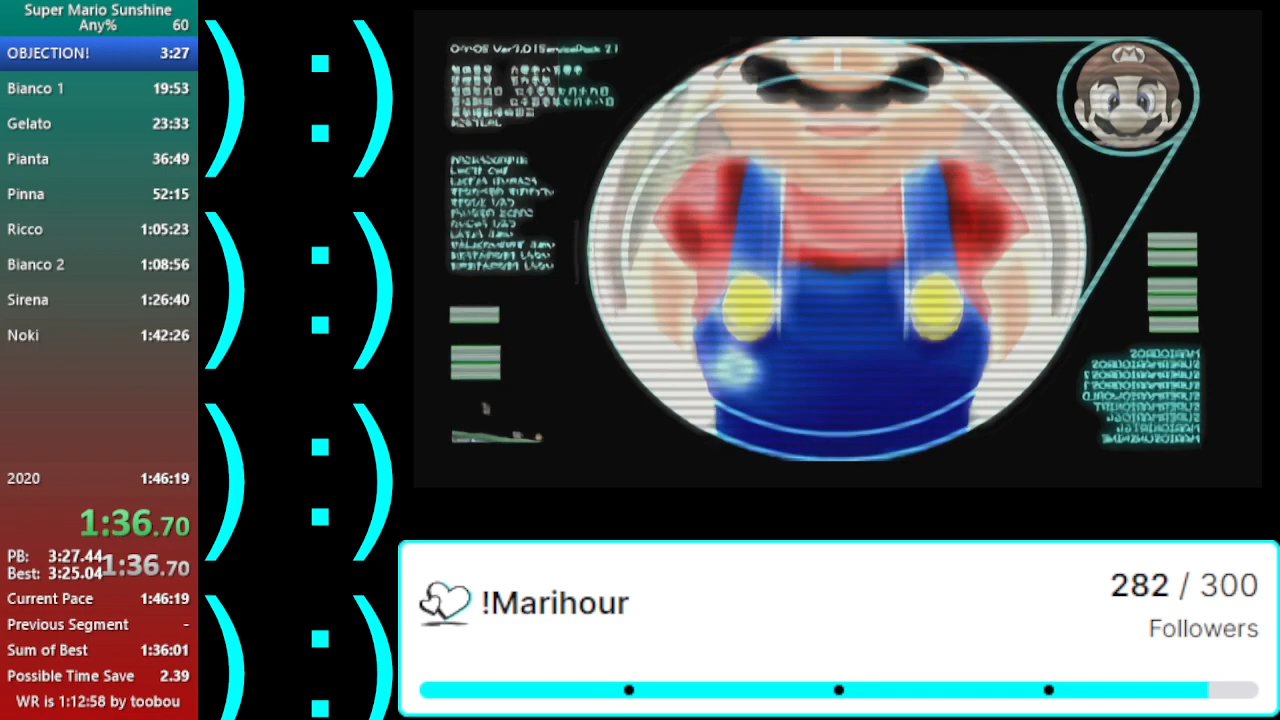 Super Mario Sunshine
Any% 60
OBJECTION! 3:27
Bianco 1 19:53
Gelato 23:33
Pianta 36:49
Pinna 52:15
Ricco 1:05:23
Bianco 2 1:08:56
Sirena 1:26:40
Noki 1:42:26
2020 1:46:19
1:36.70
PB: 3:27.44
Best: 3:25.04
1:36.70
Current Pace 1:46:19
Previous Segment -
Sum of Best 1:36:01
Possible Time Save 2.39
WR is 1:12:58 by toobou
) : )
) : )
) : )
) : )
!Marihour
282 / 300
Followers